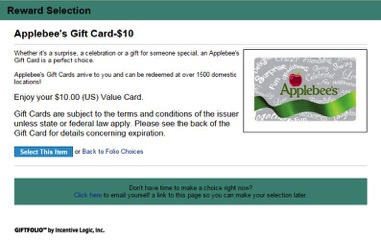 Reward Selection
Applebee's Gift Card-$10
Whether it's a surprise, a celebration or a gift for someone special, an Applebee's
Gift Card is a perfect choice.
Applebee's Gift Cards arrive to you and can be redeemed at over 1500 domestic
locations!
Enjoy your $10.00 (US) Value Card.
Gift Cards are subject to the terms and conditions of the issuer
unless state or federal law apply. Please see the back of the
Gift Card for details concerning expiration.
Applebee's
Select This Item or Back to Folio Choices
Don't have time to make a choice right now?
Click here to email yourself a link to this page so you can make your selection later.
GIFTFOLIO™ by Incentive Logic, Inc.